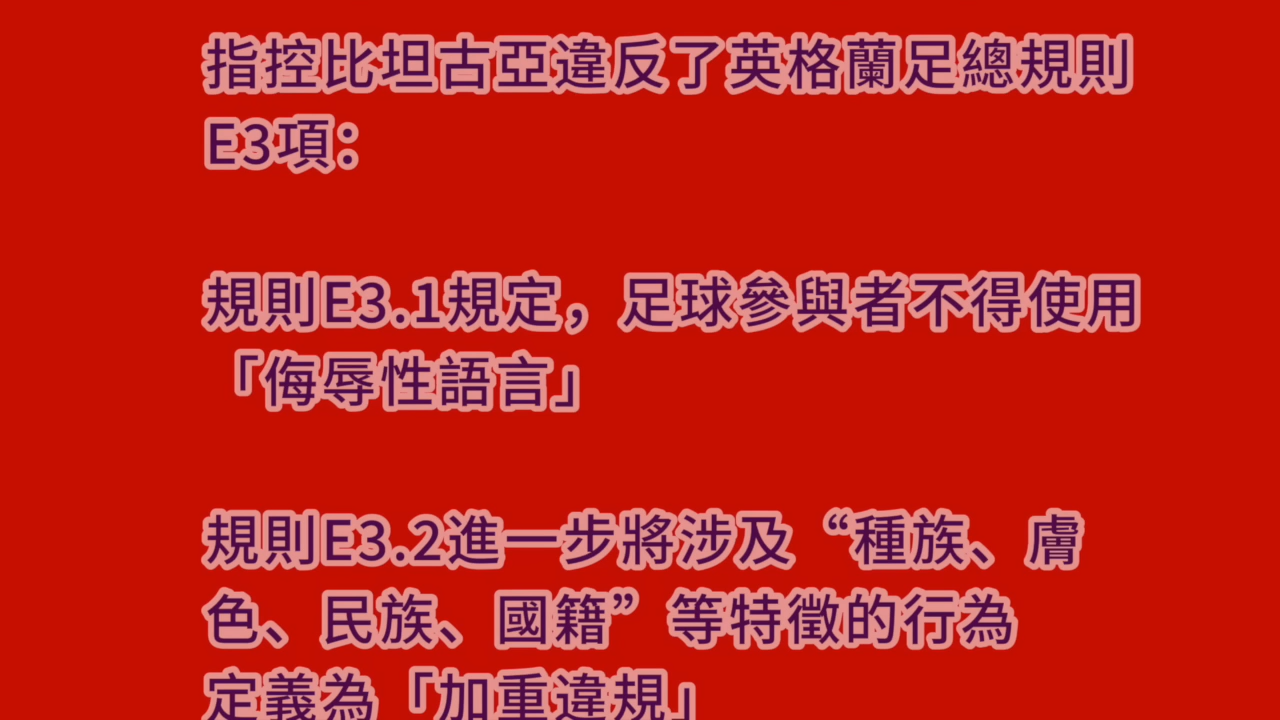 指控比坦古亞違反了英格蘭足總規則
E3項：
規則E3.1規定，足球參與者不得使用
「侮辱性語言」
規則E3.2進一步將涉及“種族、膚
色、民族、國籍”等特徵的行為
定義為「加重違規」